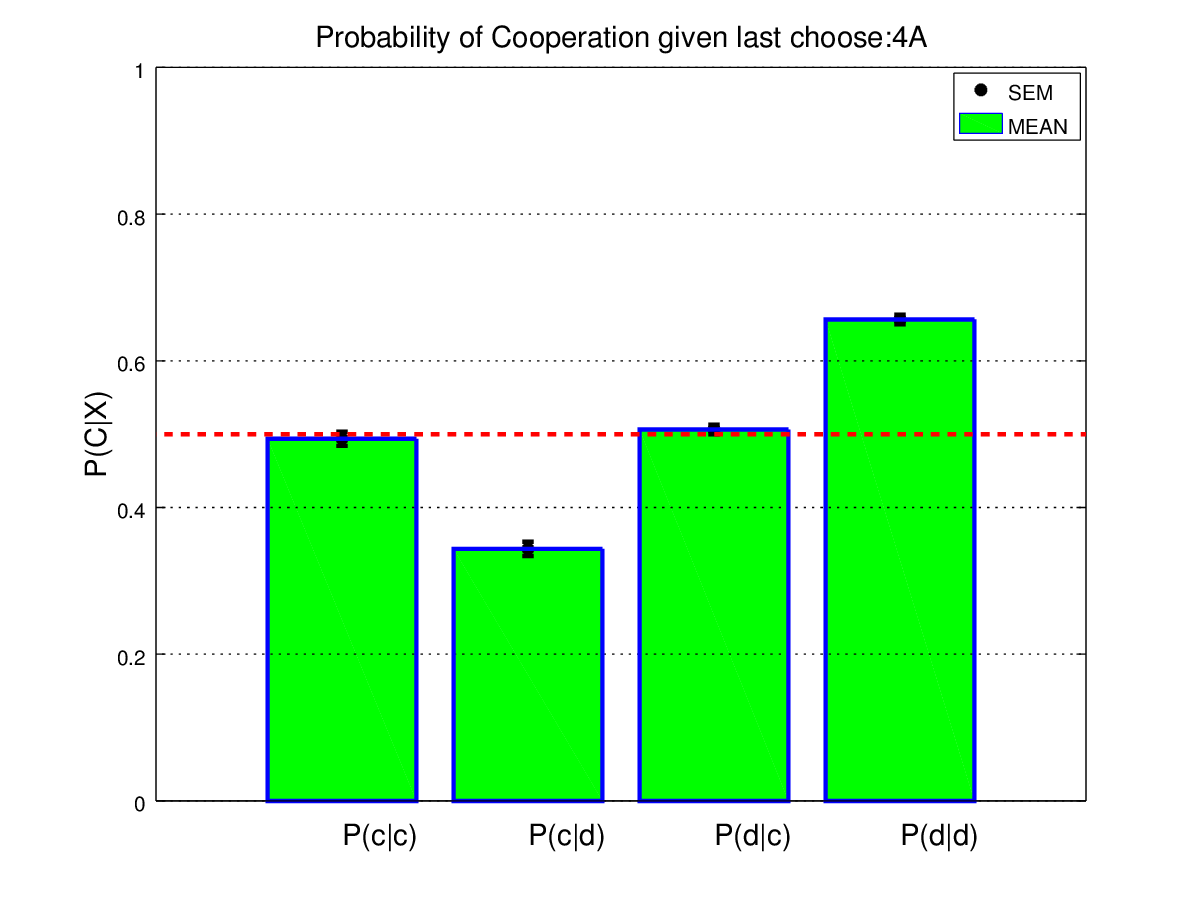 Probability of Cooperation given last choose:4A
1
0.8
0.6
0.4
0.2
0
P(C|X)
SEM
MEAN
P(c|c)
P(c|d)
P(d|c)
P(d|d)